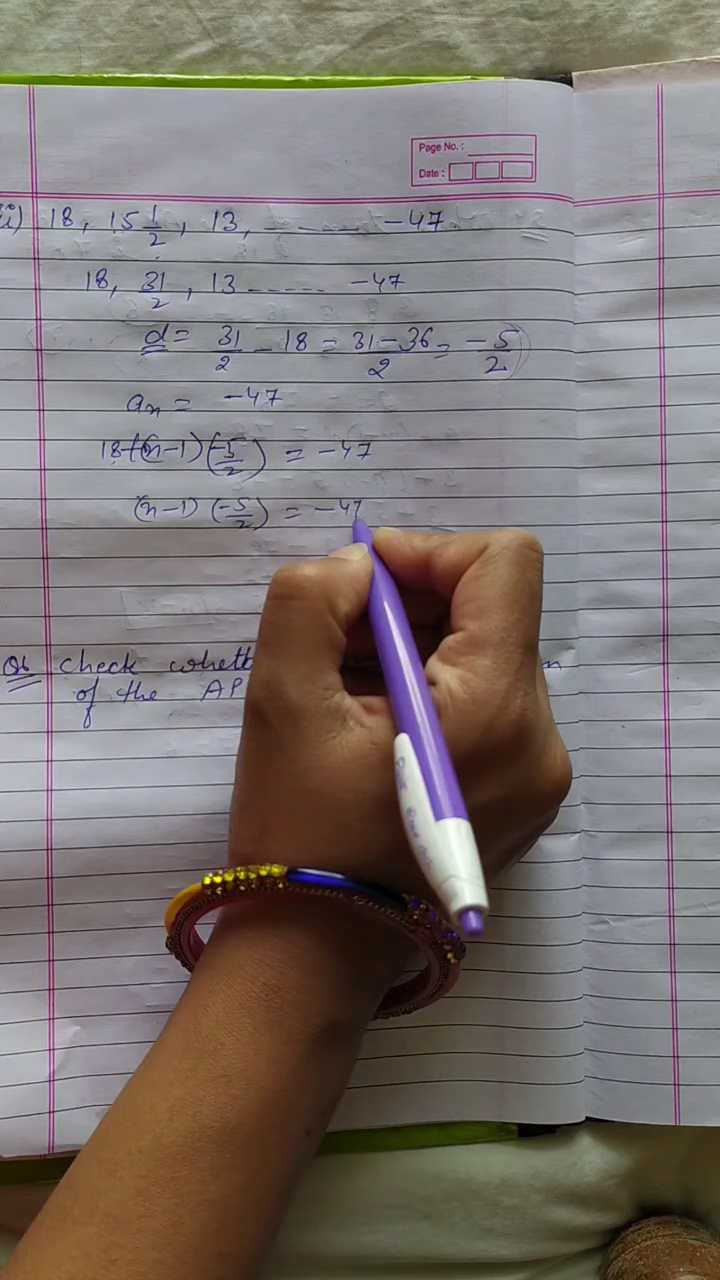 Page No. :
Date :
ii) 18, 15 1/2, 13, ........ -47
18, 31/2, 13 ------ -47
d = 31/2 - 18 = 31-36/2 = -5/2
an = -47
18+(n-1)(-5/2) = -47
(n-1) (-5/2) = -47
Q6 Check
of the AP